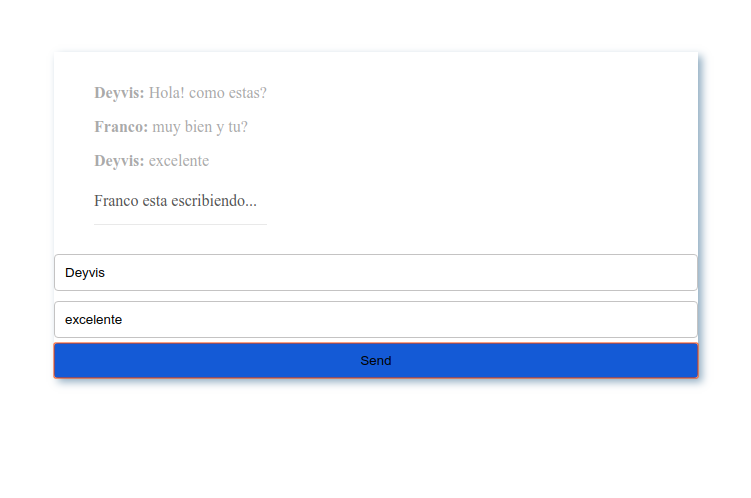 Deyvis: Hola! como estas?
Franco: muy bien y tu?
Deyvis: excelente
Franco esta escribiendo...
Deyvis
excelente
Send